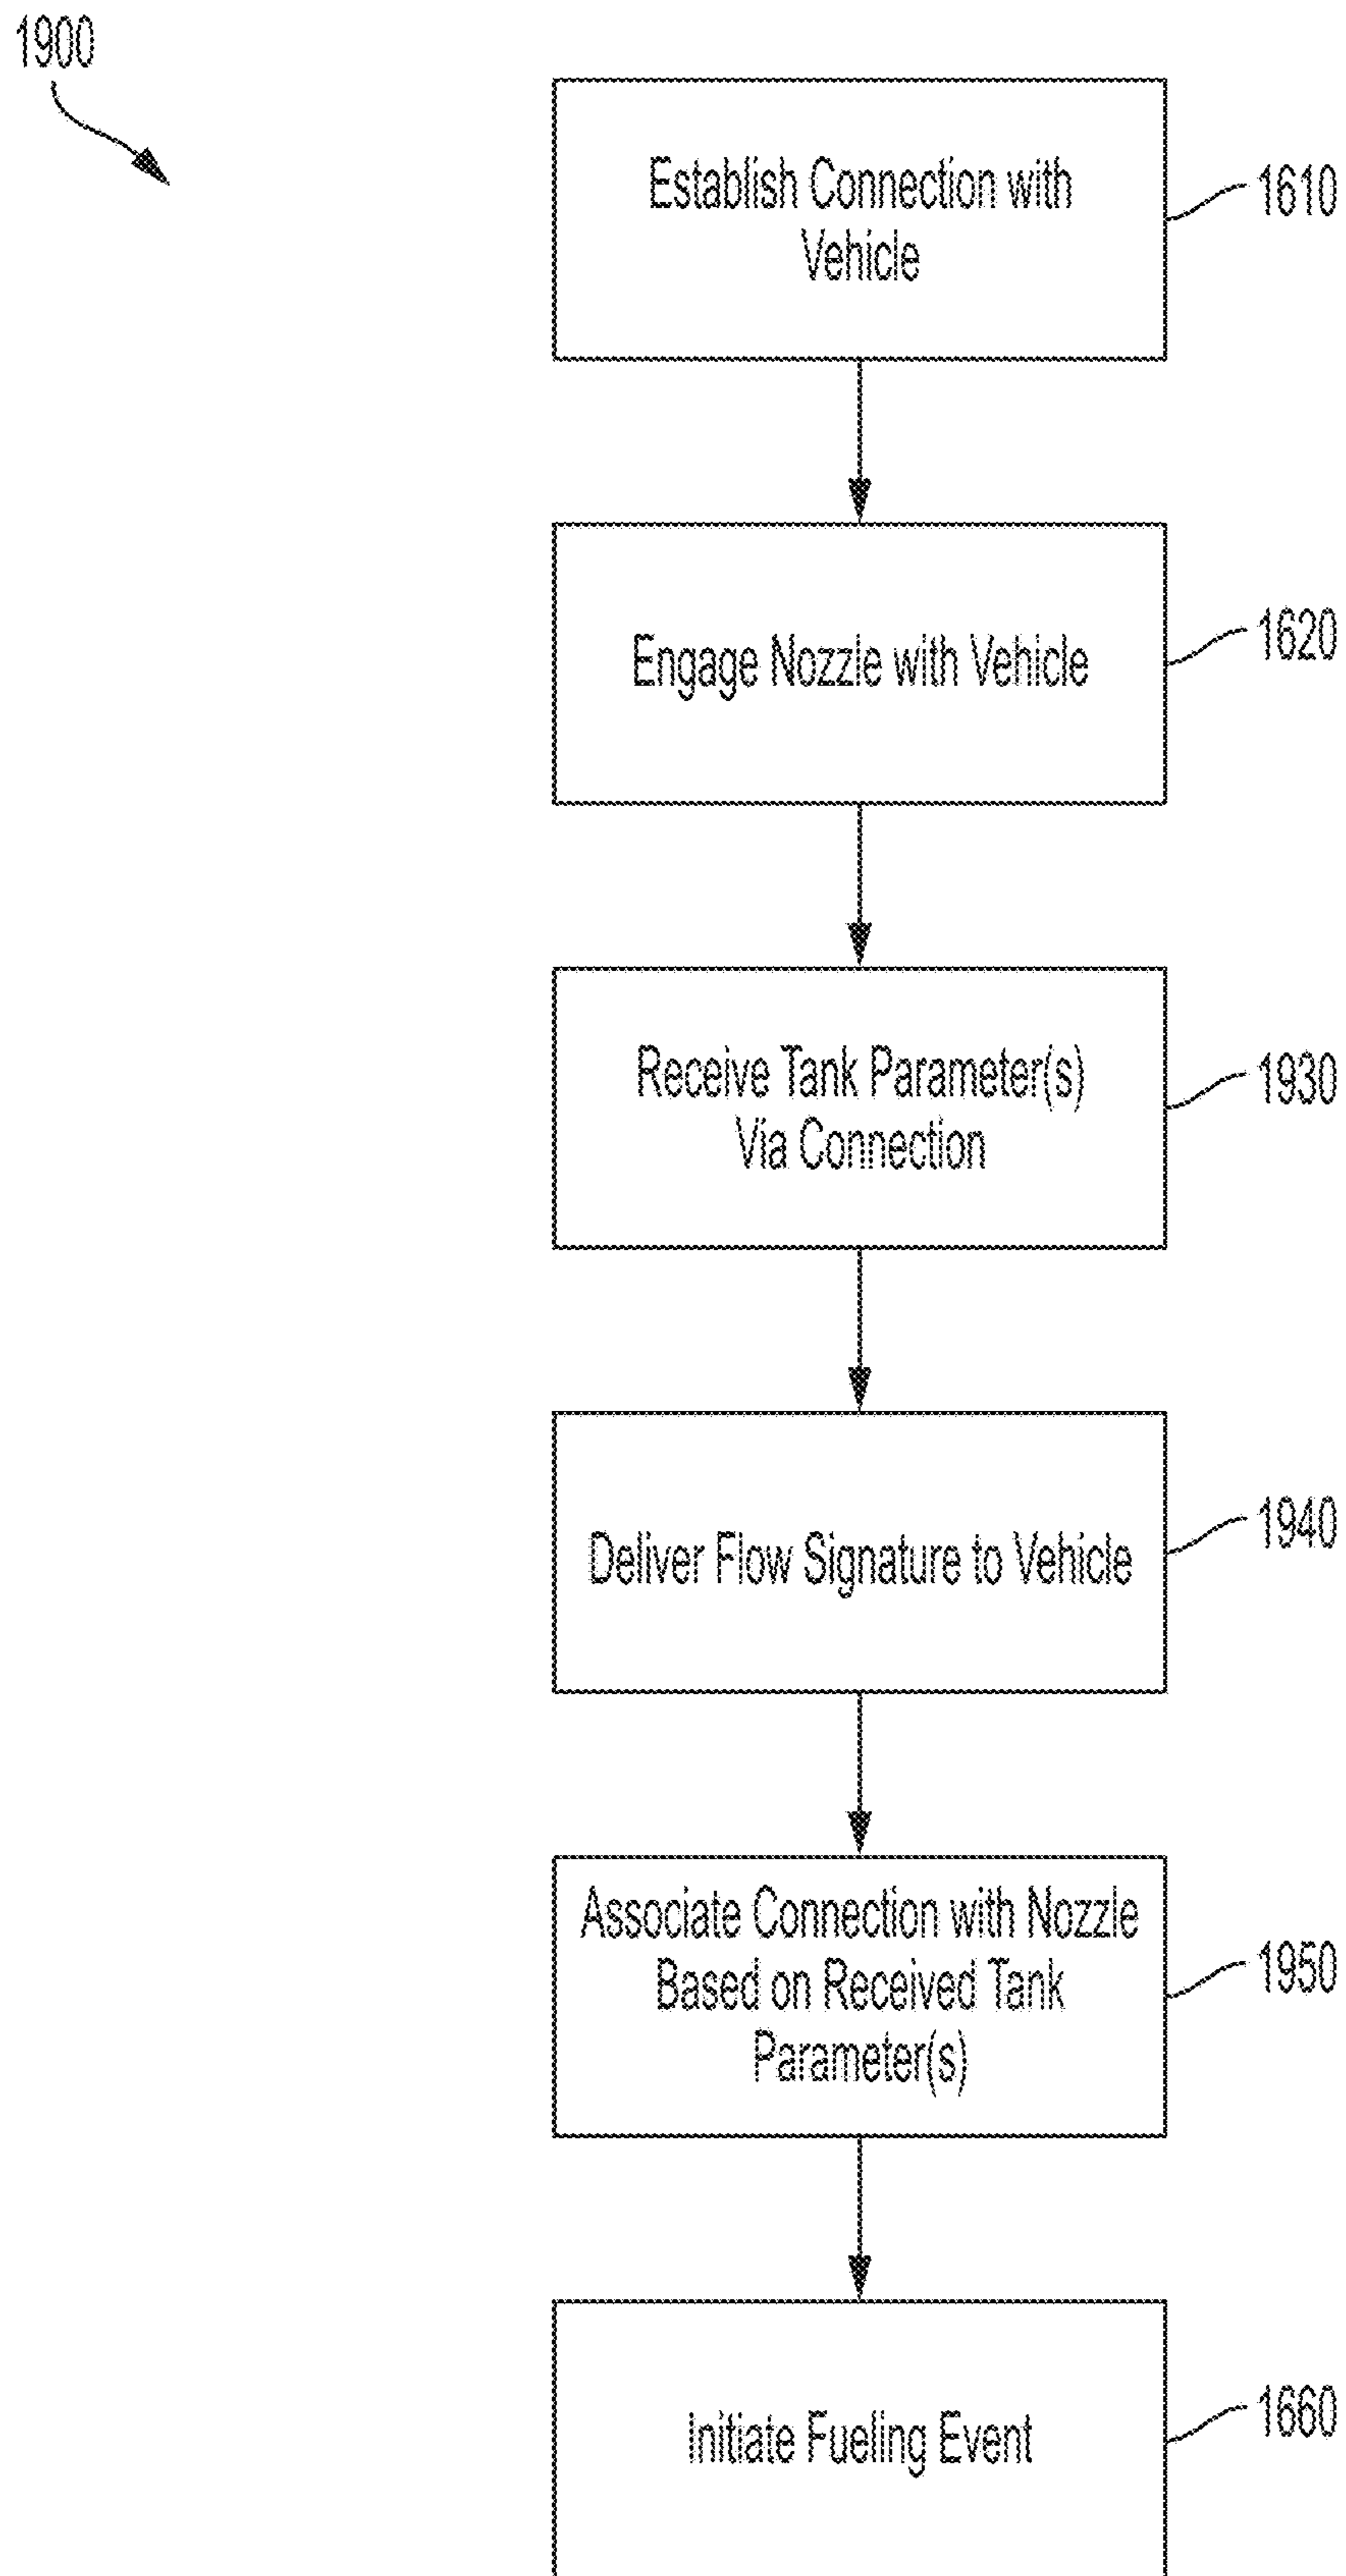 1900
Establish Connection with
Vehicle
1610
Engage Nozzle with Vehicle
1620
Receive Tank Parameter(s)
Via Connection
1930
Deliver Flow Signature to Vehicle
1940
Associate Connection with Nozzle
Based on Received Tank
Parameter(s)
1950
Initiate Fueling Event
1660